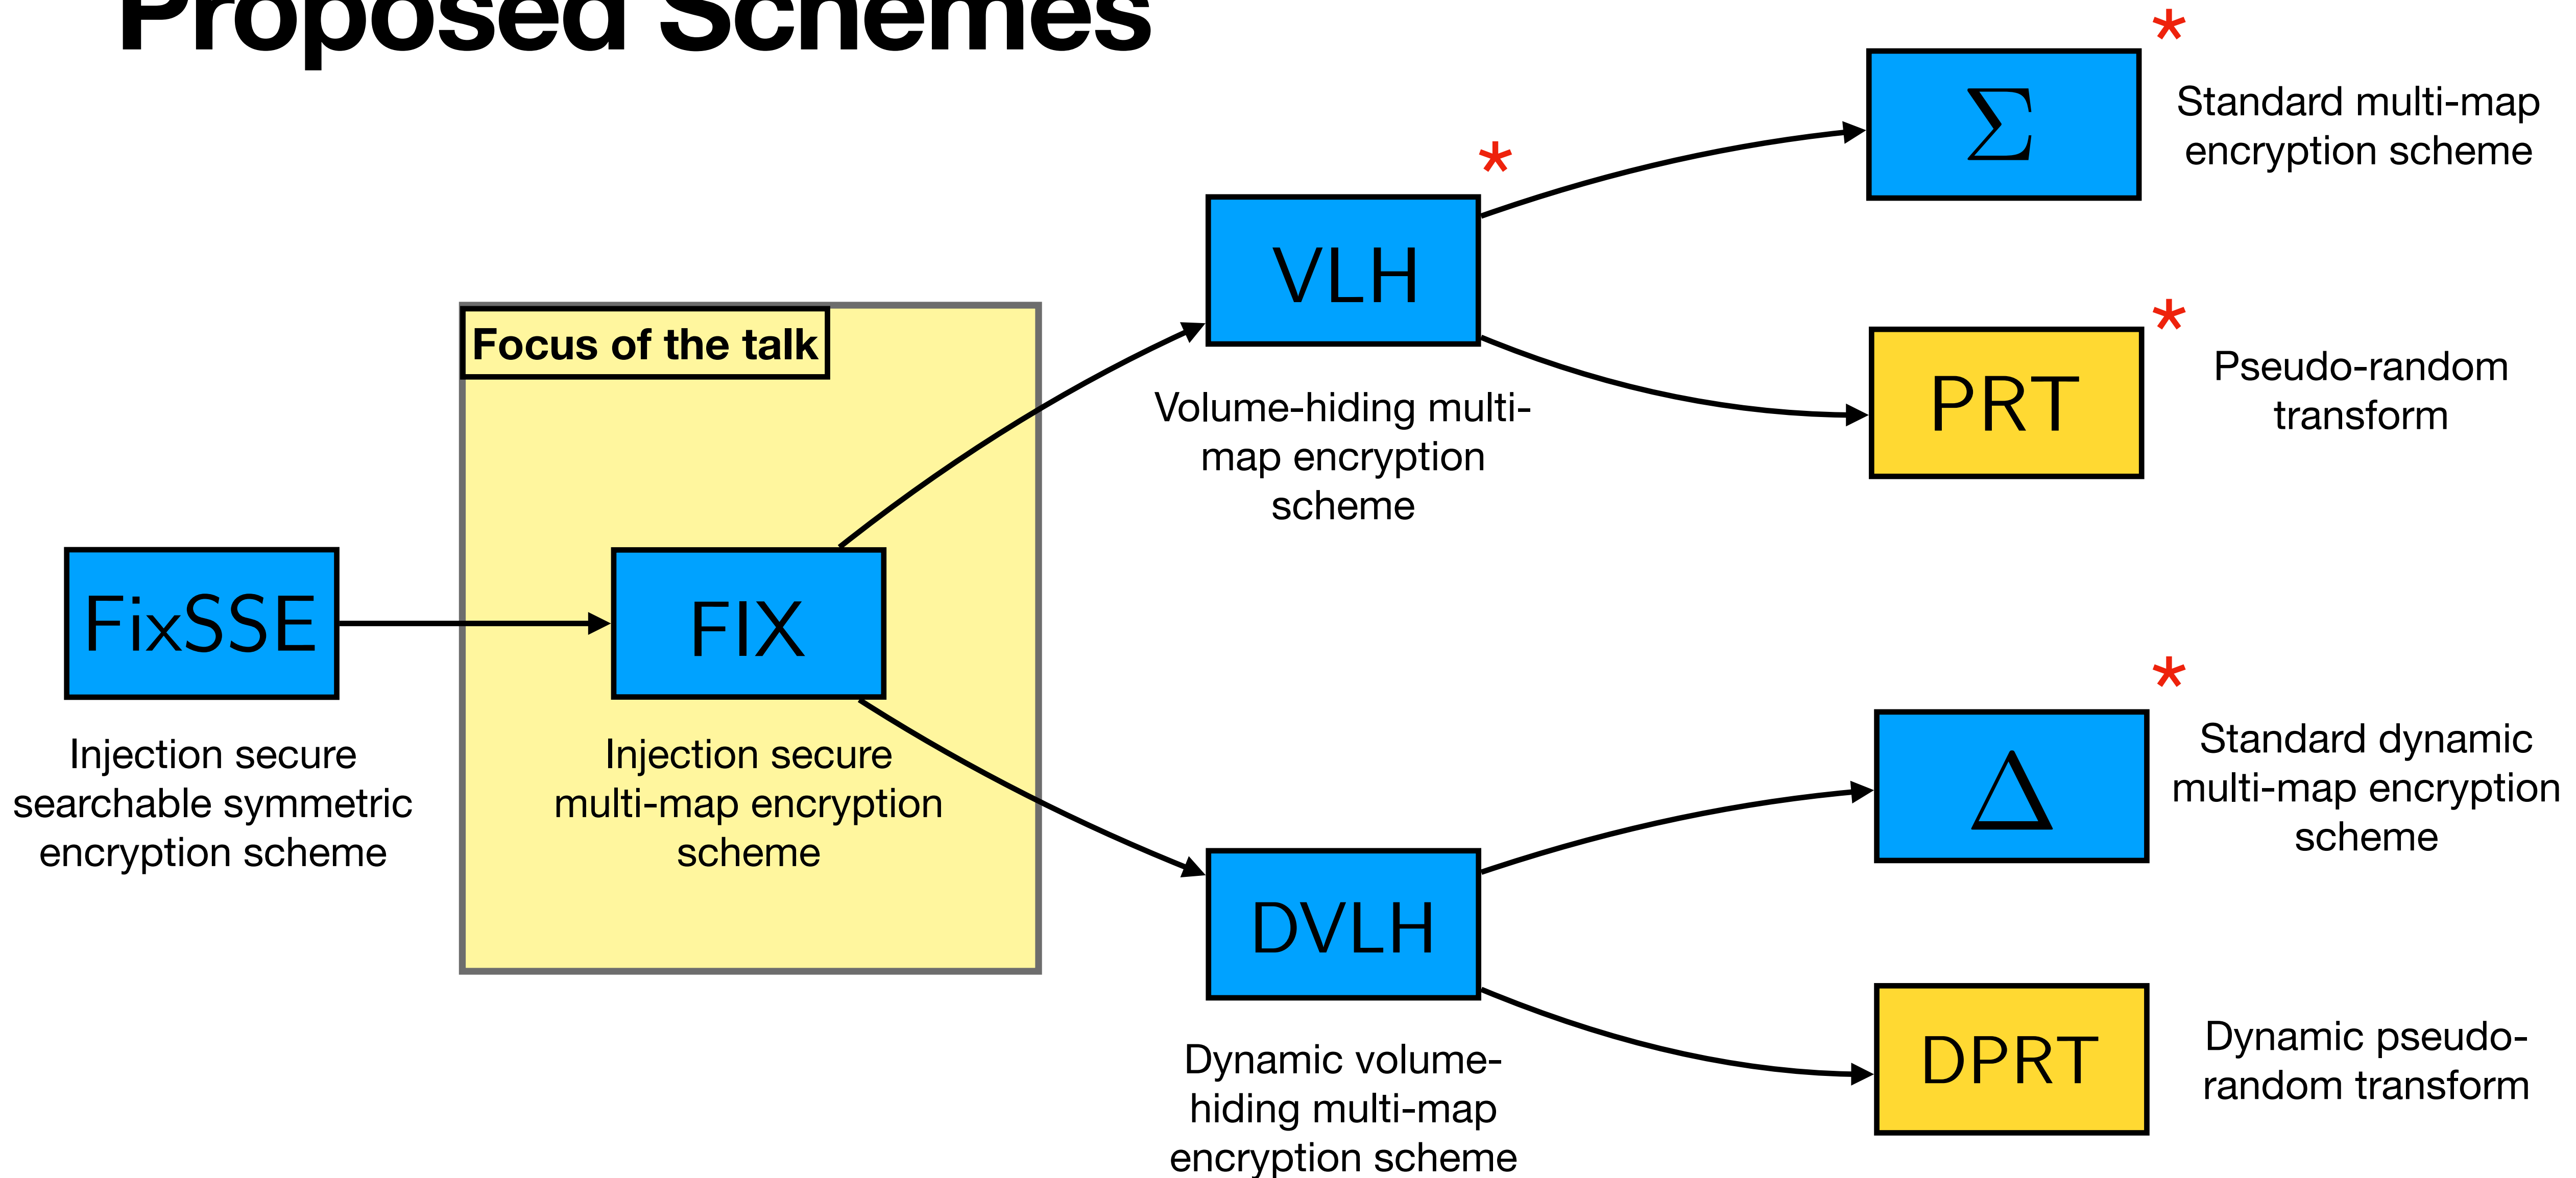 Proposed Schemes
*
Σ
Standard multi-map
encryption scheme
*
VLH
Volume-hiding multi-
map encryption
scheme
*
PRT
Pseudo-random
transform
Focus of the talk
FixSSE
Injection secure
searchable symmetric
encryption scheme
FIX
Injection secure
multi-map encryption
scheme
*
Δ
Standard dynamic
multi-map encryption
scheme
DVLH
Dynamic volume-
hiding multi-map
encryption scheme
DPRT
Dynamic pseudo-
random transform